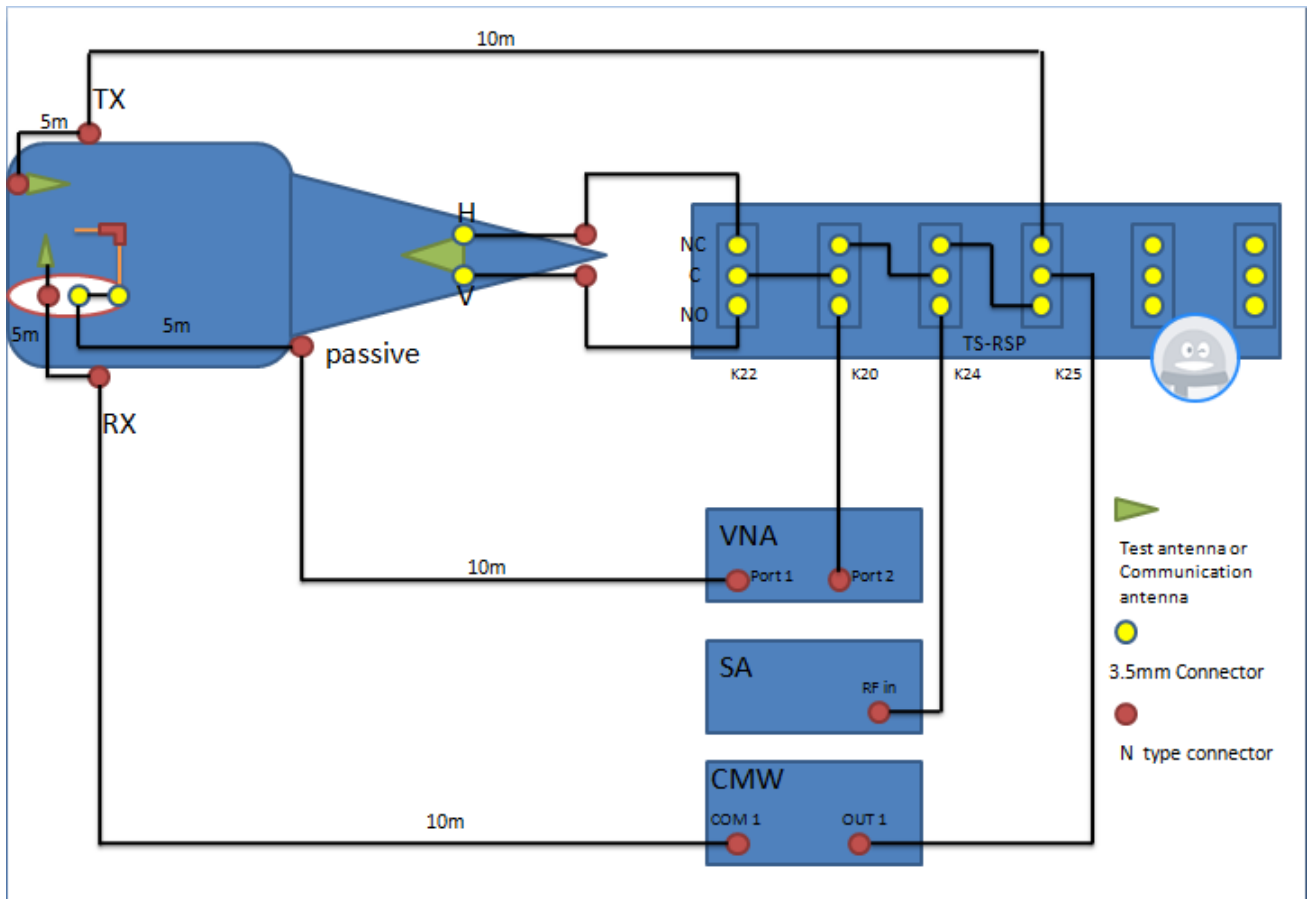 10m
TX
5m
H
V
NC
C
NO
5m
5m
passive
TS-RSP
K22
K20
K24
K25
RX
VNA
Port 1
Port 2
10m
Test antenna or
Communication
antenna
SA
RF in
3.5mm Connector
N type connector
CMW
COM 1
OUT 1
10m